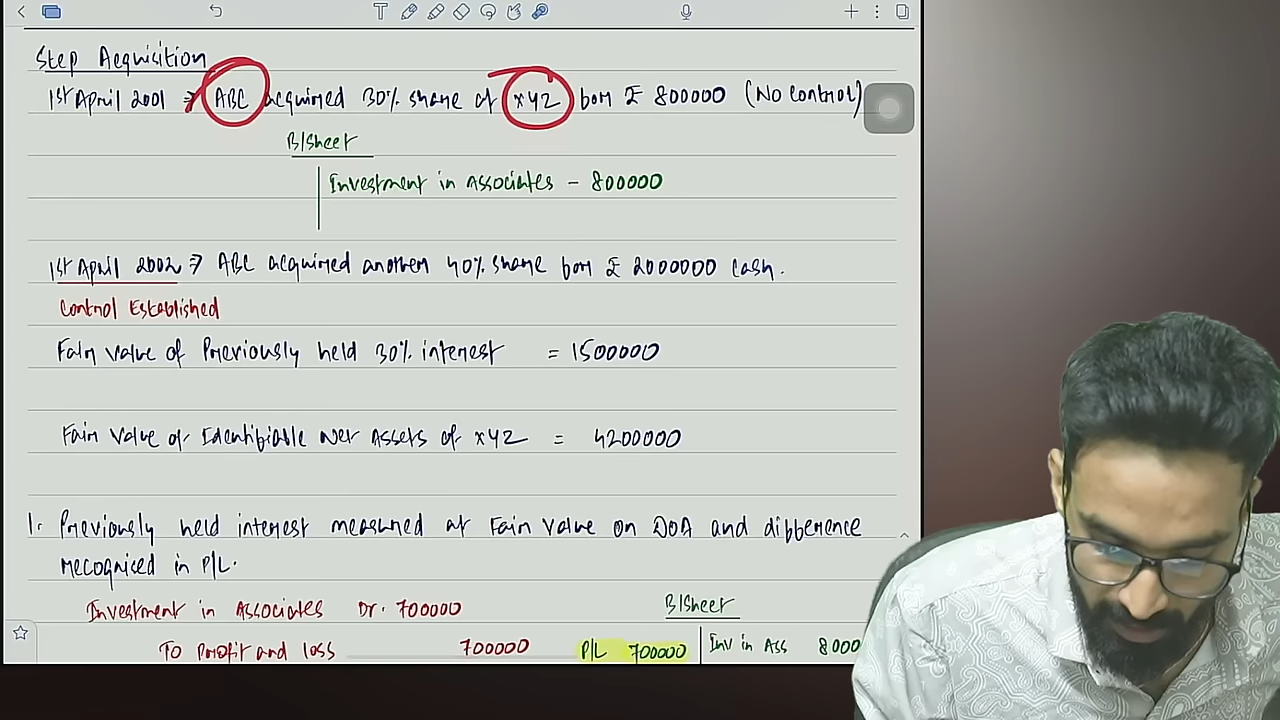 Step Acquisition
1st April 2001 ⇒ ABC acquired 30% share of XYZ for ₹ 800000 (No control)
B/Sheet
Investment in Associates - 800000
1st April 2002 ⇒ ABC acquired another 40% share for ₹ 2000000 cash.
Control Established
Fair Value of Previously held 30% interest = 1500000
Fair Value of Identifiable Net Assets of XYZ = 4200000
1. Previously held interest measured at Fair Value on DOA and difference
recognised in P/L.
Investment in Associates Dr. 700000
B/Sheet
To Profit and loss 700000
P/L 700000
Inv in Ass 8000